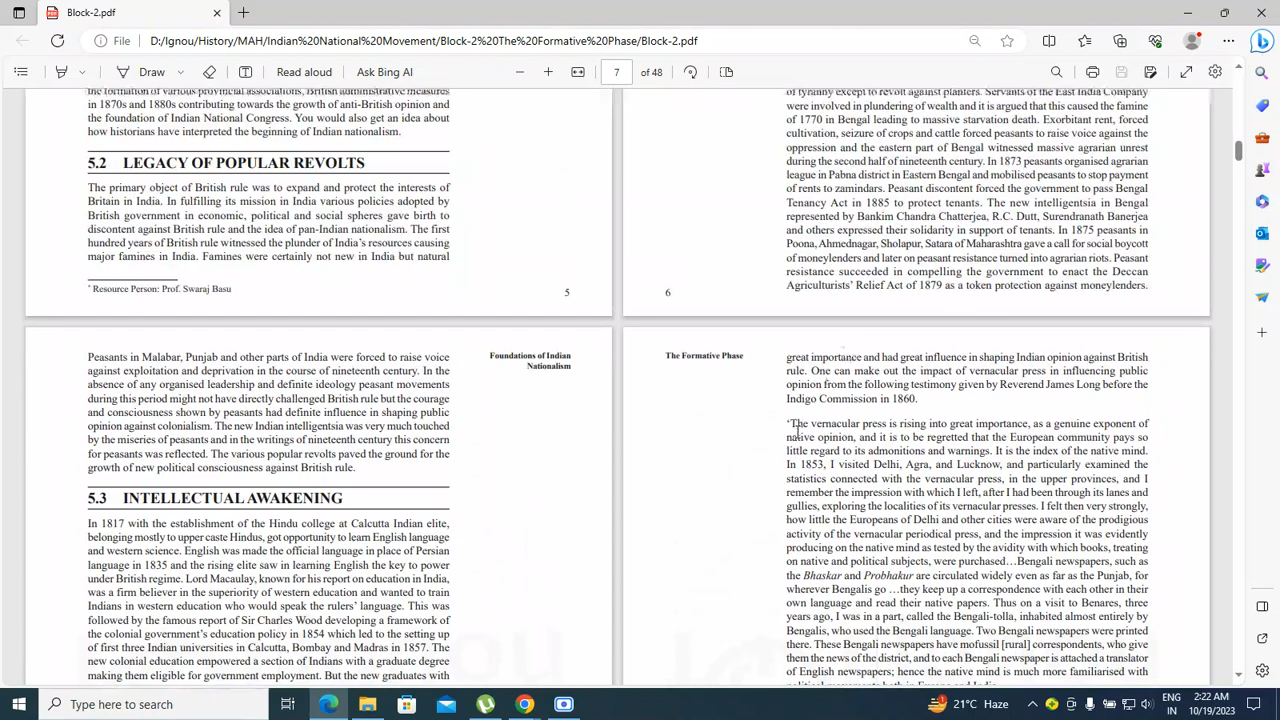 Block-2.pdf
File
D:/Ignou/History/MAH/Indian%20National%20Movement/Block-2%20The%20Formative%20Phase/Block-2.pdf
Draw
Read aloud
Ask Bing AI
7
of 48
the formation of various provincial associations, British administrative measures
in 1870s and 1880s contributing towards the growth of anti-British opinion and
the foundation of Indian National Congress. You would also get an idea about
how historians have interpreted the beginning of Indian nationalism.
5.2 LEGACY OF POPULAR REVOLTS
The primary object of British rule was to expand and protect the interests of
Britain in India. In fulfilling its mission in India various policies adopted by
British government in economic, political and social spheres gave birth to
discontent against British rule and the idea of pan-Indian nationalism. The first
hundred years of British rule witnessed the plunder of India's resources causing
major famines in India. Famines were certainly not new in India but natural
* Resource Person: Prof. Swaraj Basu
5
of tyranny except to revolt against planters. Servants of the East India Company
were involved in plundering of wealth and it is argued that this caused the famine
of 1770 in Bengal leading to massive starvation death. Exorbitant rent, forced
cultivation, seizure of crops and cattle forced peasants to raise voice against the
oppression and the eastern part of Bengal witnessed massive agrarian unrest
during the second half of nineteenth century. In 1873 peasants organised agrarian
league in Pabna district in Eastern Bengal and mobilised peasants to stop payment
of rents to zamindars. Peasant discontent forced the government to pass Bengal
Tenancy Act in 1885 to protect tenants. The new intelligentsia in Bengal
represented by Bankim Chandra Chatterjea, R.C. Dutt, Surendranath Banerjea
and others expressed their solidarity in support of tenants. In 1875 peasants in
Poona, Ahmednagar, Sholapur, Satara of Maharashtra gave a call for social boycott
of moneylenders and later on peasant resistance turned into agrarian riots. Peasant
resistance succeeded in compelling the government to enact the Deccan
Agriculturists' Relief Act of 1879 as a token protection against moneylenders.
6
Peasants in Malabar, Punjab and other parts of India were forced to raise voice
against exploitation and deprivation in the course of nineteenth century. In the
absence of any organised leadership and definite ideology peasant movements
during this period might not have directly challenged British rule but the courage
and consciousness shown by peasants had definite influence in shaping public
opinion against colonialism. The new Indian intelligentsia was very much touched
by the miseries of peasants and in the writings of nineteenth century this concern
for peasants was reflected. The various popular revolts paved the ground for the
growth of new political consciousness against British rule.
Foundations of Indian
Nationalism
5.3 INTELLECTUAL AWAKENING
In 1817 with the establishment of the Hindu college at Calcutta Indian elite,
belonging mostly to upper caste Hindus, got opportunity to learn English language
and western science. English was made the official language in place of Persian
language in 1835 and the rising elite saw in learning English the key to power
under British regime. Lord Macaulay, known for his report on education in India,
was a firm believer in the superiority of western education and wanted to train
Indians in western education who would speak the rulers' language. This was
followed by the famous report of Sir Charles Wood developing a framework of
the colonial government's education policy in 1854 which led to the setting up
of first three Indian universities in Calcutta, Bombay and Madras in 1857. The
new colonial education empowered a section of Indians with a graduate degree
making them eligible for government employment. But the new graduates with
The Formative Phase
great importance and had great influence in shaping Indian opinion against British
rule. One can make out the impact of vernacular press in influencing public
opinion from the following testimony given by Reverend James Long before the
Indigo Commission in 1860.
'The vernacular press is rising into great importance, as a genuine exponent of
native opinion, and it is to be regretted that the European community pays so
little regard to its admonitions and warnings. It is the index of the native mind.
In 1853, I visited Delhi, Agra, and Lucknow, and particularly examined the
statistics connected with the vernacular press, in the upper provinces, and I
remember the impression with which I left, after I had been through its lanes and
gullies, exploring the localities of its vernacular presses. I felt then very strongly,
how little the Europeans of Delhi and other cities were aware of the prodigious
activity of the vernacular periodical press, and the impression it was evidently
producing on the native mind as tested by the avidity with which books, treating
on native and political subjects, were purchased…Bengali newspapers, such as
the Bhaskar and Probhakur are circulated widely even as far as the Punjab, for
wherever Bengalis go …they keep up a correspondence with each other in their
own language and read their native papers. Thus on a visit to Benares, three
years ago, I was in a part, called the Bengali-tolla, inhabited almost entirely by
Bengalis, who used the Bengali language. Two Bengali newspapers were printed
there. These Bengali newspapers have mofussil [rural] correspondents, who give
them the news of the district, and to each Bengali newspaper is attached a translator
of English newspapers; hence the native mind is much more familiarised with
Type here to search
21°C Haze
ENG
IN
2:22 AM
10/19/2023